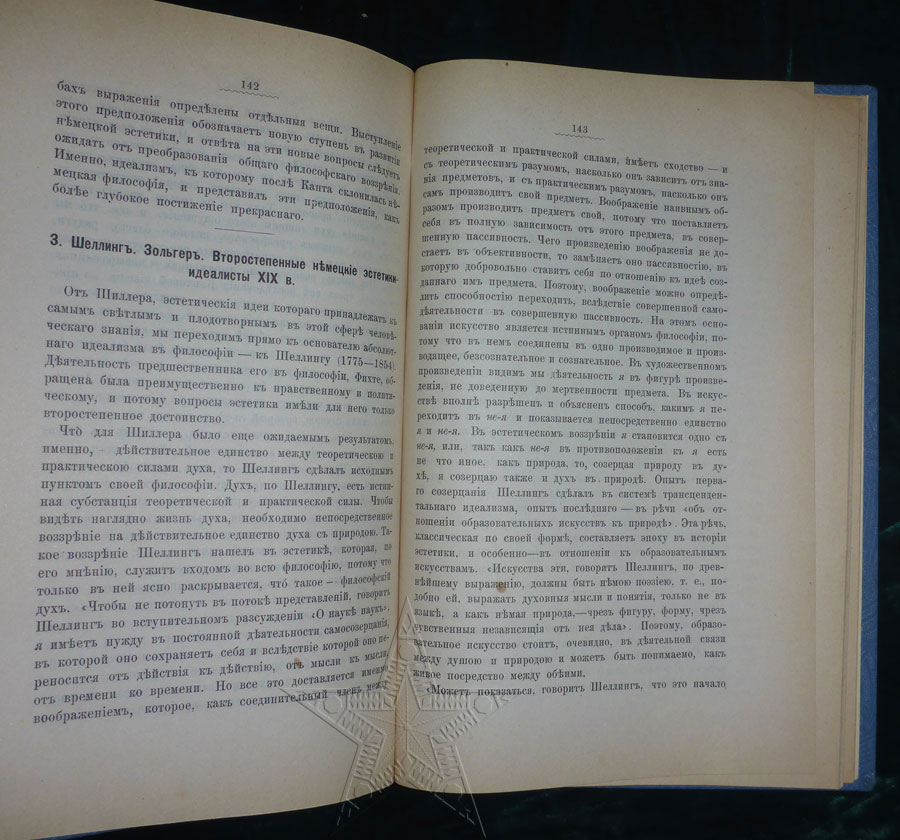 142
бахъ выраженія опредѣлены отдѣльныя вещи. Выступленіе
этого предположенія обозначаетъ новую ступень въ развитіи
нѣмецкой эстетики, и отвѣта на эти новые вопросы слѣдуетъ
ожидать отъ преобразованія общаго философскаго воззрѣнія.
Именно, идеализмъ, къ которому послѣ Канта склонилась нѣ-
мецкая философія, и представлялъ эти предположенія, какъ
болѣе глубокое постиженіе прекраснаго.
3. Шеллингъ. Зольгеръ. Второстепенные нѣмецкіе эстетики-
идеалисты XIX в.
Отъ Шиллера, эстетическія идеи котораго принадлежатъ къ
самымъ свѣтлымъ и плодотворнымъ въ этой сферѣ человѣ-
ческаго знанія, мы переходимъ прямо къ основателю абсолют-
наго идеализма въ философіи — къ Шеллингу (1775—1854).
Дѣятельность предшественника его въ философіи, Фихте, об-
ращена была преимущественно къ нравственному и полити-
ческому, и потому вопросы эстетики имѣли для него только
второстепенное достоинство.
Что̀ для Шиллера было еще ожидаемымъ результатомъ,
именно, — дѣйствительное единство между теоретическою и
практическою силами духа, то Шеллингъ сдѣлалъ исходнымъ
пунктомъ своей философіи. Духъ, по Шеллингу, есть истин-
ная субстанція теоретической и практической силы. Чтобы
видѣть наглядно жизнь духа, необходимо непосредственное
воззрѣніе на дѣйствительное единство духа съ природою. Та-
кое воззрѣніе Шеллингъ нашелъ въ эстетикѣ, которая, по
его мнѣнію, служитъ входомъ во всю философію, потому что
только въ ней ясно раскрывается, что́ такое — философскій
духъ. «Чтобы не потонуть въ потокѣ представленій, говоритъ
Шеллингъ во вступительномъ разсужденіи «О наукѣ наукъ»,
я имѣетъ нужду въ постоянной дѣятельности самосозерцанія,
въ которой оно сохраняетъ себя и вслѣдствіе которой оно пе-
реносится отъ дѣйствія къ дѣйствію, отъ мысли къ мысли,
отъ времени ко времени. Но все это доставляется именно
воображеніемъ, которое, какъ соединительный членъ между
143
теоретической и практической силами, имѣетъ сходство — и
съ теоретическимъ разумомъ, насколько онъ зависитъ отъ зна-
нія предметовъ, и съ практическимъ разумомъ, насколько онъ
самъ производитъ свой предметъ. Воображеніе наивнымъ об-
разомъ производитъ предметъ свой, потому что поставляетъ
себя въ полную зависимость отъ этого предмета, въ совер-
шенную пассивность. Чего произведенію воображенія не до-
стаетъ въ объективности, то замѣняетъ оно пассивностію, въ
которую добровольно ставитъ себя по отношенію къ идеѣ соз-
даннаго имъ предмета. Поэтому, воображеніе можно опредѣ-
лить способностію переходить, вслѣдствіе совершенной само-
дѣятельности въ совершенную пассивность. На этомъ осно-
ваніи искусство является истиннымъ органомъ философіи, по-
тому что въ немъ соединены въ одно производимое и произ-
водящее, безсознательное и сознательное. Въ художественномъ
произведеніи видимъ мы дѣятельность я въ фигурѣ произве-
денія, не доведенную до мертвенности предмета. Въ искус-
ствѣ вполнѣ разрѣшенъ и объясненъ способъ, какимъ я пе-
реходитъ въ не-я и показывается непосредственно единство
я и не-я. Въ эстетическомъ воззрѣніи я становится одно съ
не-я, или, такъ какъ не-я въ противоположеніи къ я есть
не что иное, какъ природа, то, созерцая природу въ ду-
хѣ, я созерцаю также и духъ въ природѣ. Опытъ перва-
го созерцанія Шеллингъ сдѣлалъ въ системѣ трансценден-
тальнаго идеализма, опытъ послѣдняго — въ рѣчи «объ от-
ношеніи образовательныхъ искусствъ къ природѣ». Эта рѣчь,
классическая по своей формѣ, составляетъ эпоху въ исторіи
эстетики, и особенно—въ отношеніи къ образовательнымъ
искусствамъ. «Искусства эти, говоритъ Шеллингъ, по древ-
нѣйшему выраженію, должны быть нѣмою поэзіею, т. е., по-
добно ей, выражать духовныя мысли и понятія, только не въ
языкѣ, а какъ нѣмая природа,—чрезъ фигуру, форму, чрезъ
чувственныя независящія отъ нея дѣла». Поэтому, образо-
вательное искусство стоитъ, очевидно, въ дѣятельной связи
между душою и природою и можетъ быть понимаемо, какъ
живое посредство между обѣими.
«Можетъ показаться, говоритъ Шеллингъ, что это начало